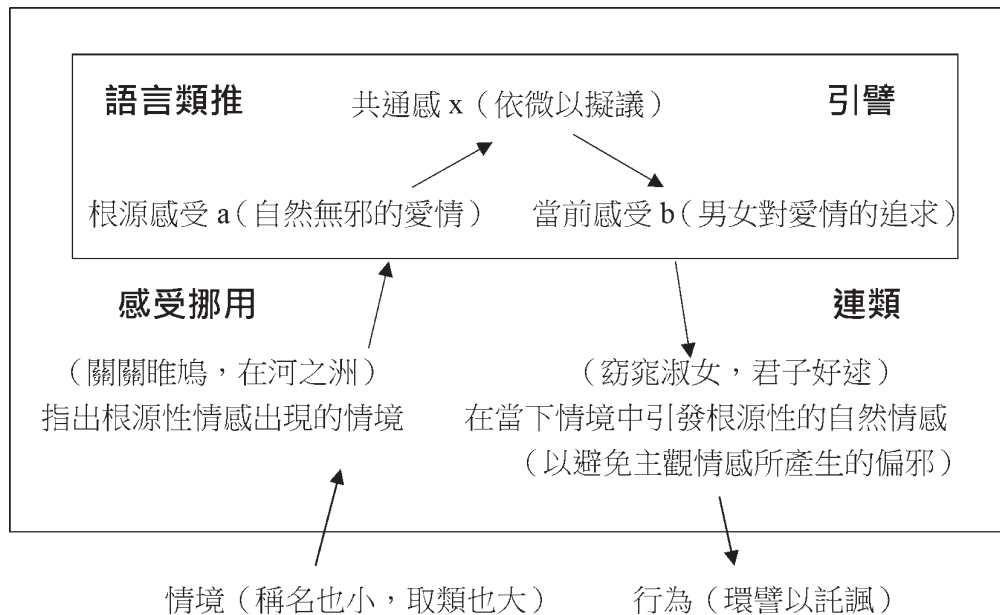 語言類推 共通感 x（依微以擬議） 引譬
根源感受 a（自然無邪的愛情） 當前感受 b（男女對愛情的追求）
感受挪用 連類
（關關雎鳩，在河之洲） （窈窕淑女，君子好逑）
指出根源性情感出現的情境 在當下情境中引發根源性的自然情感
（以避免主觀情感所產生的偏邪）
情境（稱名也小，取類也大） 行為（環譬以託諷）